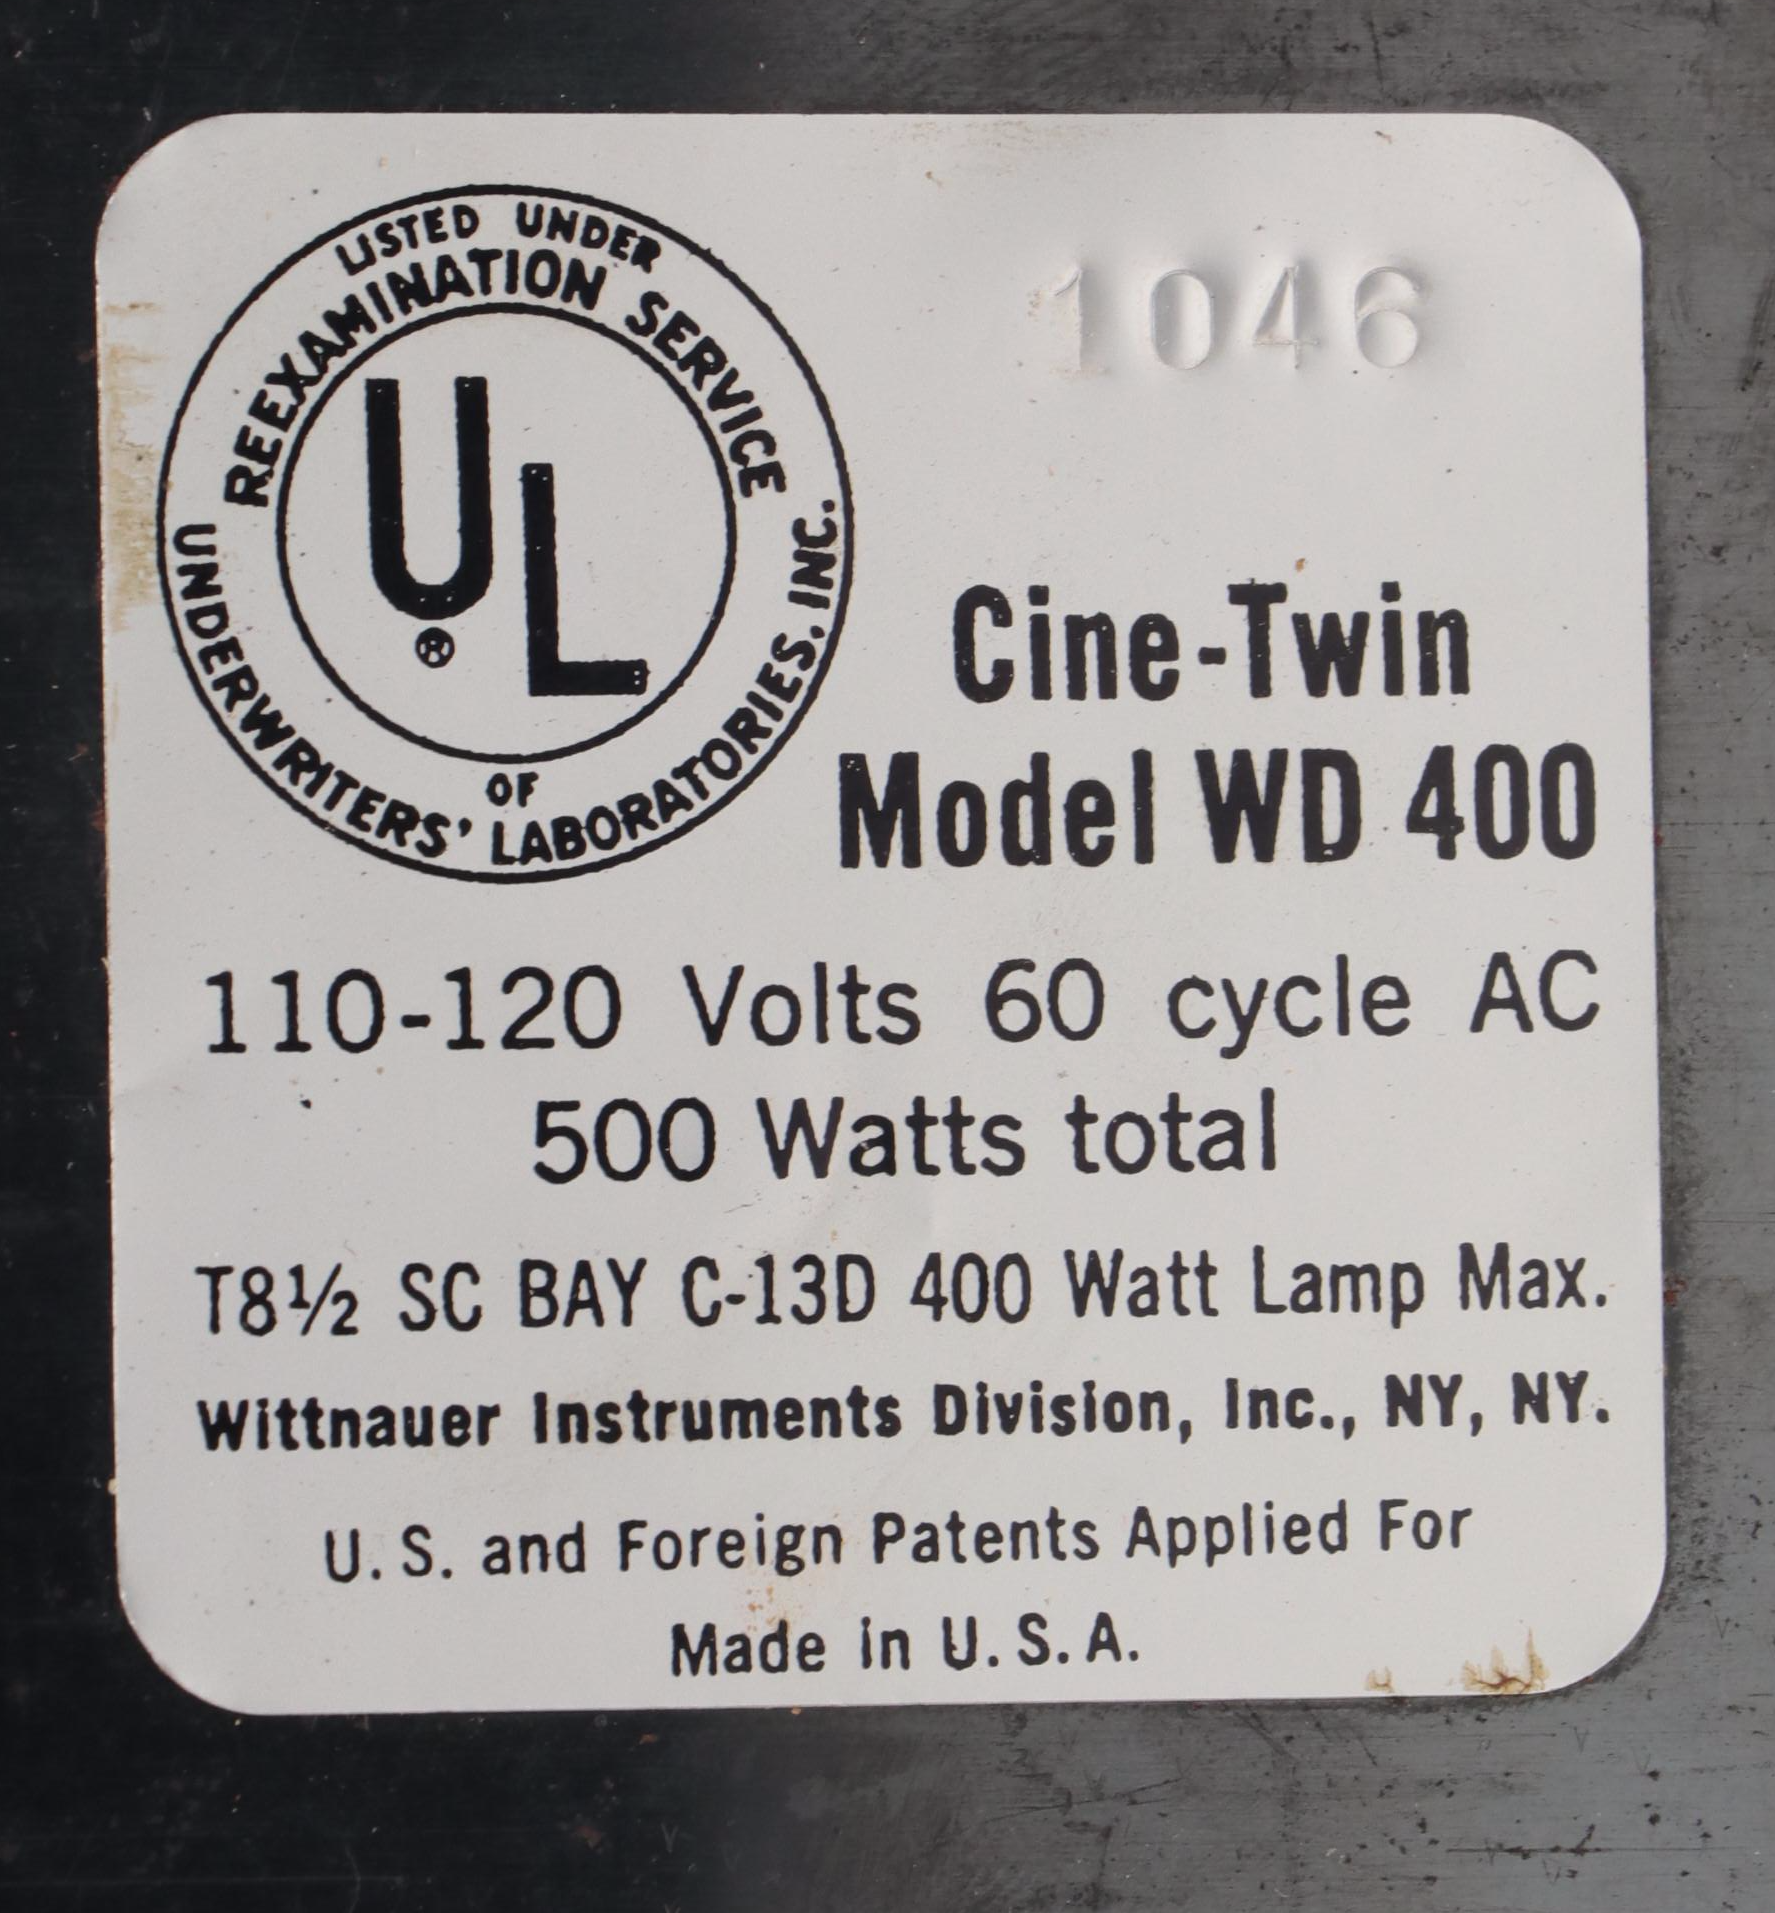 LISTED UNDER
REEXAMINATION SERVICE
UL
®
OF
UNDERWRITERS' LABORATORIES, INC.
1046
Cine-Twin
Model WD 400
110-120 Volts 60 cycle AC
500 Watts total
T8½ SC BAY C-13D 400 Watt Lamp Max.
Wittnauer Instruments Division, Inc., NY, NY.
U. S. and Foreign Patents Applied For
Made in U. S. A.